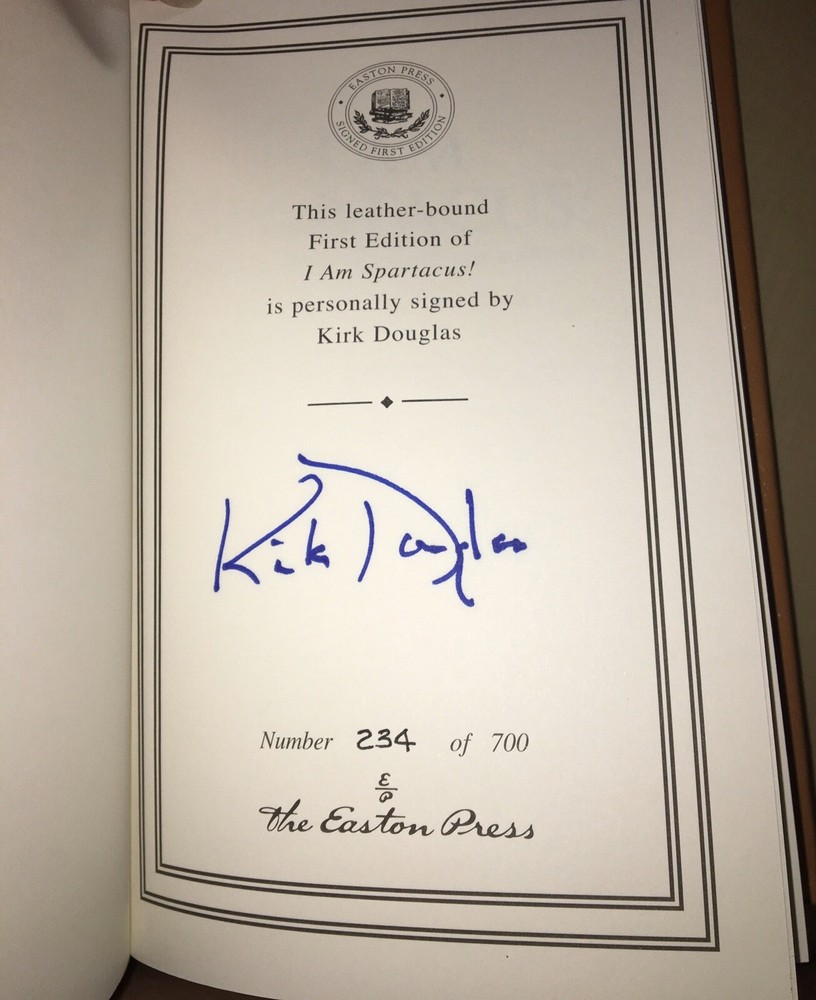 EASTON PRESS
SIGNED FIRST EDITION
This leather-bound
First Edition of
I Am Spartacus!
is personally signed by
Kirk Douglas
Kirk Douglas
Number 234 of 700
E
P
The Easton Press